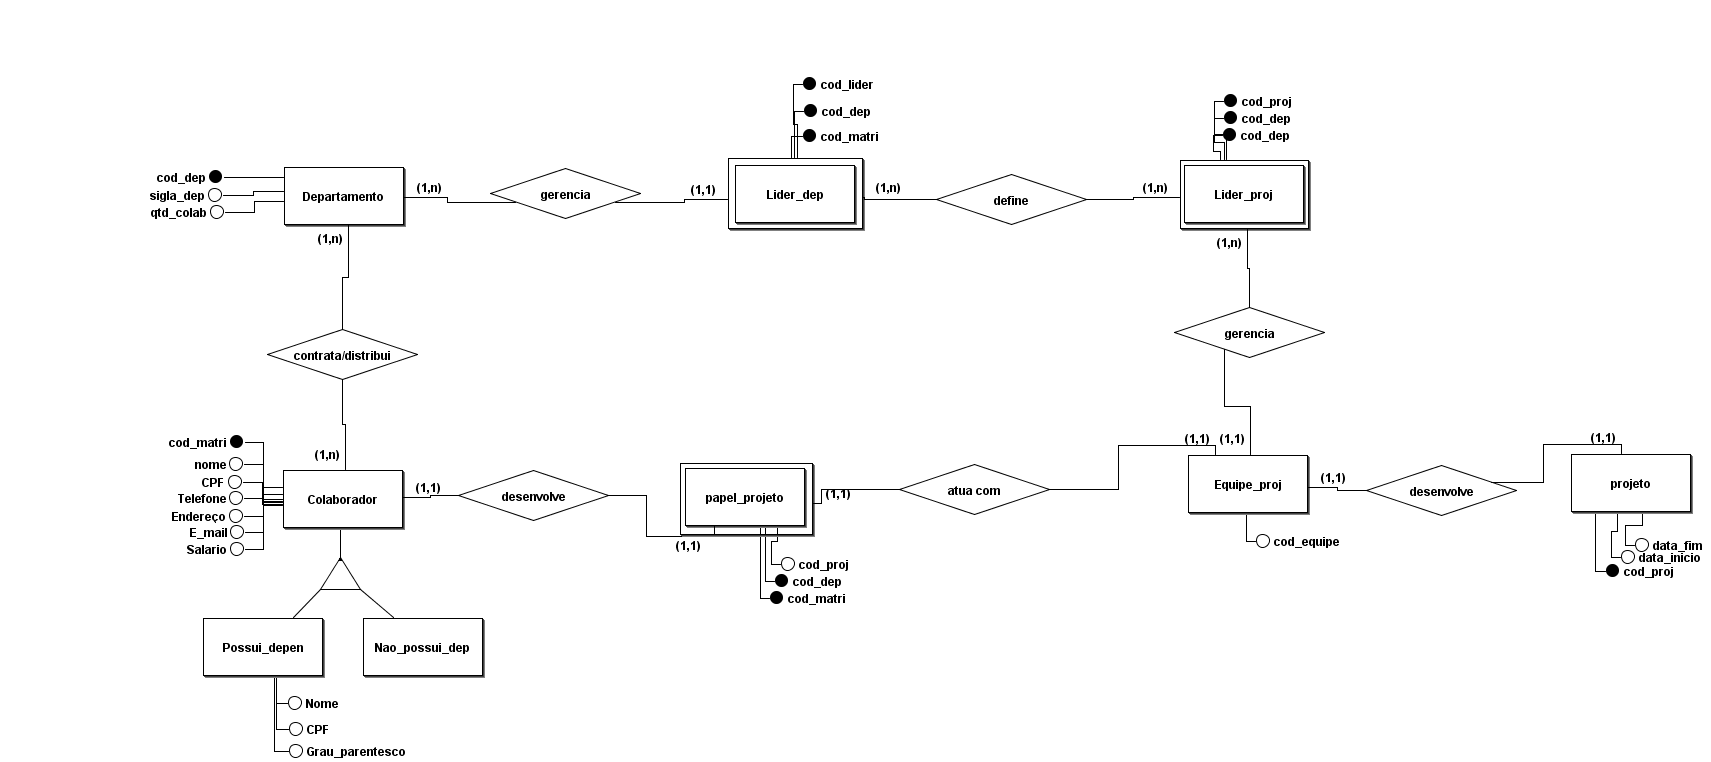 cod_lider
cod_dep
cod_matri
cod_proj
cod_dep
cod_dep
cod_dep
sigla_dep
qtd_colab
Departamento
(1,n)
gerencia
(1,1)
Lider_dep
(1,n)
define
(1,n)
Lider_proj
(1,n)
(1,n)
gerencia
contrata/distribui
(1,n)
cod_matri
nome
CPF
Telefone
Endereço
E_mail
Salario
Colaborador
(1,1)
desenvolve
(1,1)
papel_projeto
(1,1)
cod_proj
cod_dep
cod_matri
atua com
(1,1)
(1,1)
Equipe_proj
cod_equipe
(1,1)
desenvolve
(1,1)
projeto
data_fim
data_inicio
cod_proj
Possui_depen
Nao_possui_dep
Nome
CPF
Grau_parentesco